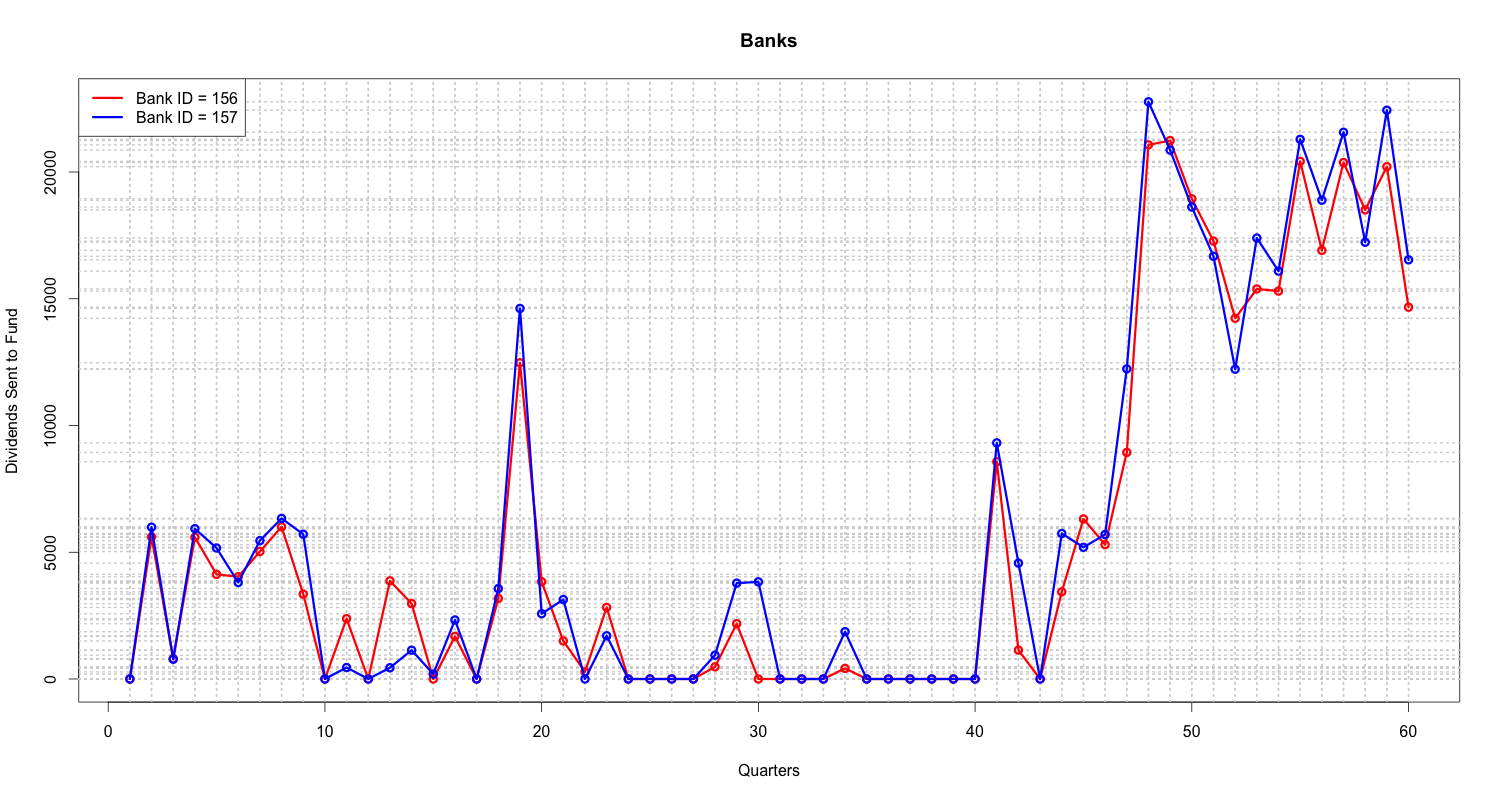 Banks
Bank ID = 156
Bank ID = 157
Dividends Sent to Fund
20000
15000
10000
5000
0
0 10 20 30 40 50 60
Quarters